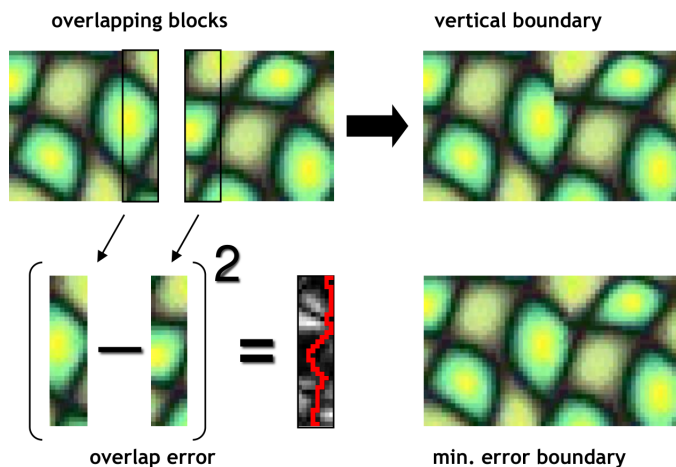 overlapping blocks
vertical boundary
2
overlap error
min. error boundary